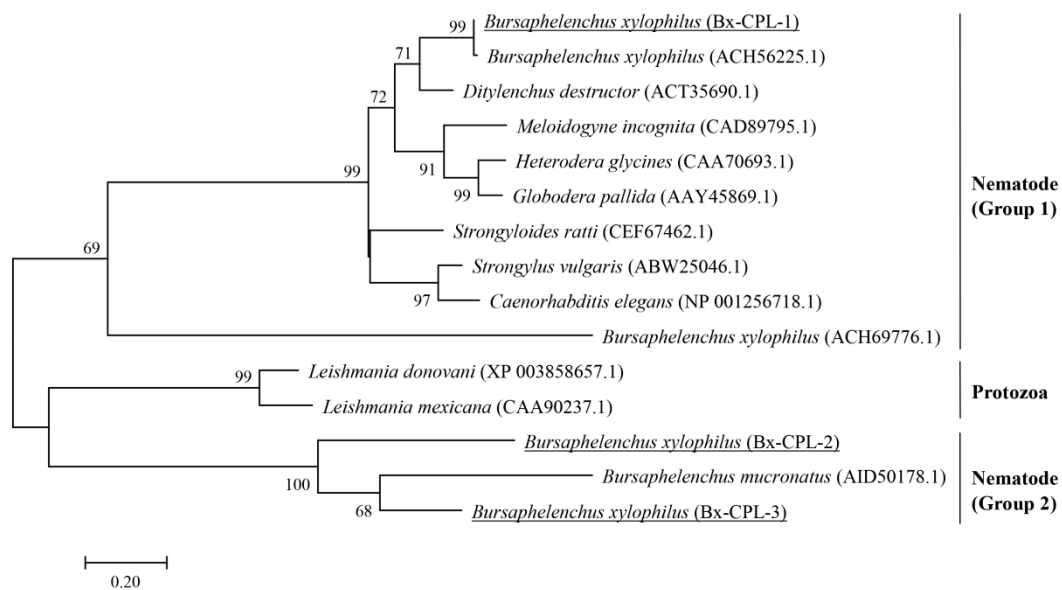 99
Bursaphelenchus xylophilus (Bx-CPL-1)
71
Bursaphelenchus xylophilus (ACH56225.1)
72
Ditylenchus destructor (ACT35690.1)
Meloidogyne incognita (CAD89795.1)
99
91
Heterodera glycines (CAA70693.1)
99
Globodera pallida (AAY45869.1)
Nematode
(Group 1)
Strongyloides ratti (CEF67462.1)
69
Strongylus vulgaris (ABW25046.1)
97
Caenorhabditis elegans (NP 001256718.1)
Bursaphelenchus xylophilus (ACH69776.1)
99
Leishmania donovani (XP 003858657.1)
Protozoa
Leishmania mexicana (CAA90237.1)
Bursaphelenchus xylophilus (Bx-CPL-2)
100
Bursaphelenchus mucronatus (AID50178.1)
Nematode
(Group 2)
68
Bursaphelenchus xylophilus (Bx-CPL-3)
0.20